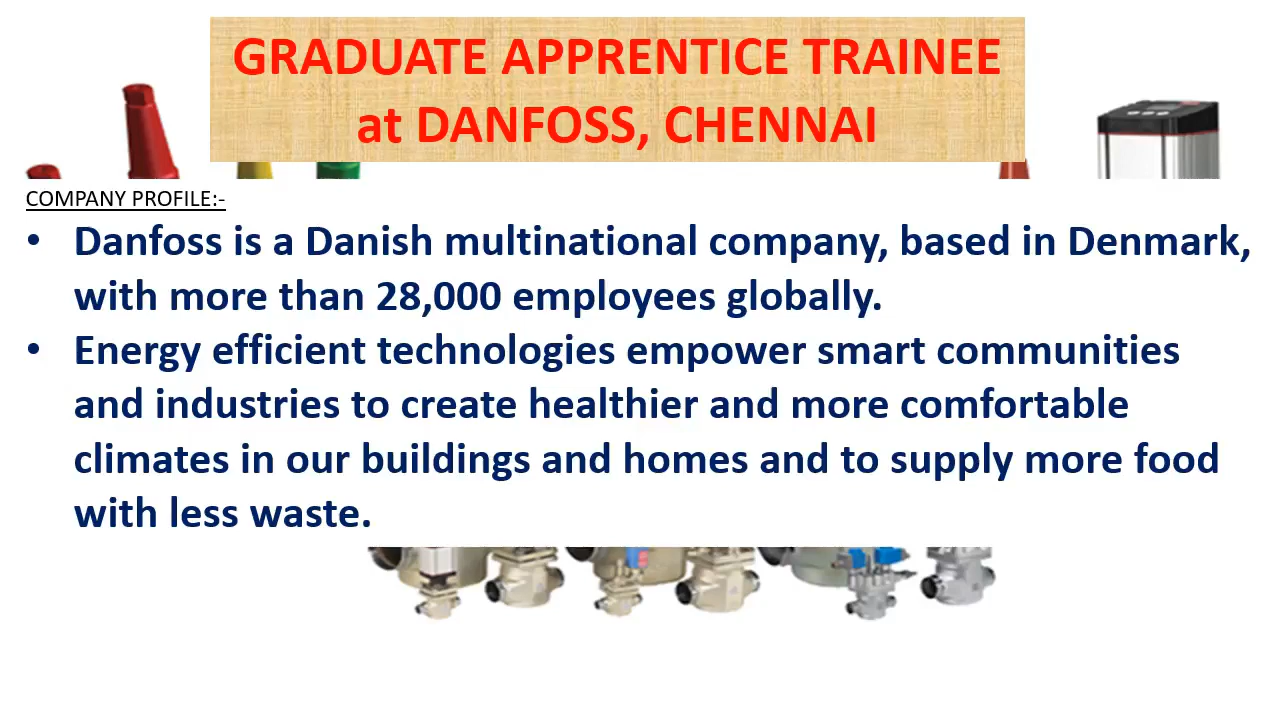 GRADUATE APPRENTICE TRAINEE
at DANFOSS, CHENNAI
COMPANY PROFILE:-
• Danfoss is a Danish multinational company, based in Denmark,
with more than 28,000 employees globally.
• Energy efficient technologies empower smart communities
and industries to create healthier and more comfortable
climates in our buildings and homes and to supply more food
with less waste.